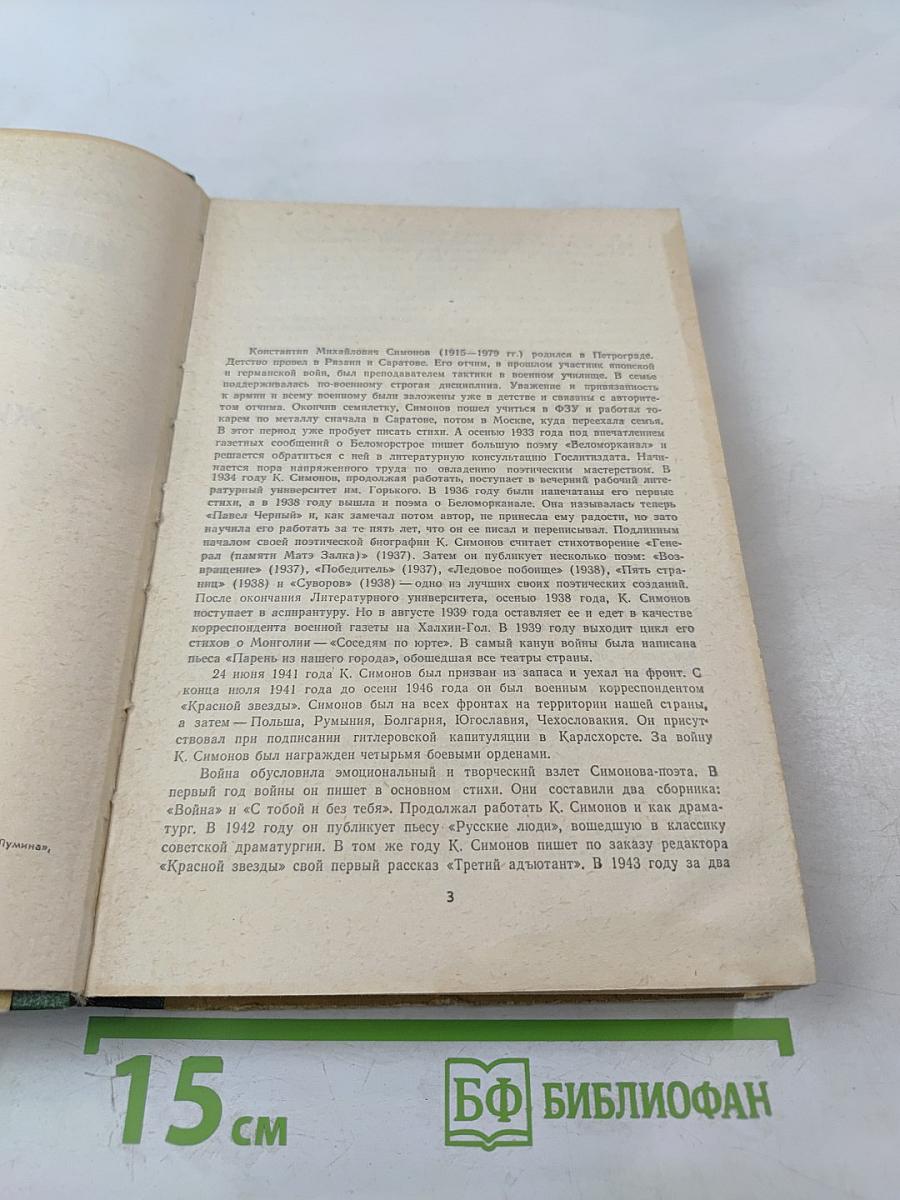 Константин Михайлович Симонов (1915—1979 гг.) родился в Петрограде.
Детство провел в Рязани и Саратове. Его отчим, в прошлом участник японской
и германской войн, был преподавателем тактики в военном училище. В семье
поддерживалась по-военному строгая дисциплина. Уважение и привязанность
к армии и всему военному были заложены уже в детстве и связаны с авторите-
том отчима. Окончив семилетку, Симонов пошел учиться в ФЗУ и работал то-
карем по металлу сначала в Саратове, потом в Москве, куда переехала семья.
В этот период уже пробует писать стихи. А осенью 1933 года под впечатлением
газетных сообщений о Беломорстрое пишет большую поэму «Беломорканал» и
решается обратиться с ней в литературную консультацию Гослитиздата. Начи-
нается пора напряженного труда по овладению поэтическим мастерством. В
1934 году К. Симонов, продолжая работать, поступает в вечерний рабочий лите-
ратурный университет им. Горького. В 1936 году были напечатаны его первые
стихи, а в 1938 году вышла и поэма о Беломорканале. Она называлась теперь
«Павел Черный» и, как замечал потом автор, не принесла ему радости, но зато
научила его работать за те пять лет, что он ее писал и переписывал. Подлинным
началом своей поэтической биографии К. Симонов считает стихотворение «Гене-
рал (памяти Матэ Залка)» (1937). Затем он публикует несколько поэм: «Воз-
вращение» (1937), «Победитель» (1937), «Ледовое побоище» (1938), «Пять стра-
ниц» (1938) и «Суворов» (1938) — одно из лучших своих поэтических созданий.
После окончания Литературного университета, осенью 1938 года, К. Симонов
поступает в аспирантуру. Но в августе 1939 года оставляет ее и едет в качестве
корреспондента военной газеты на Халхин-Гол. В 1939 году выходит цикл его
стихов о Монголии — «Соседям по юрте». В самый канун войны была написана
пьеса «Парень из нашего города», обошедшая все театры страны.
24 июня 1941 года К. Симонов был призван из запаса и уехал на фронт. С
конца июля 1941 года до осени 1946 года он был военным корреспондентом
«Красной звезды». Симонов был на всех фронтах на территории нашей страны,
а затем — Польша, Румыния, Болгария, Югославия, Чехословакия. Он присут-
ствовал при подписании гитлеровской капитуляции в Карлсхорсте. За войну
К. Симонов был награжден четырьмя боевыми орденами.
Война обусловила эмоциональный и творческий взлет Симонова-поэта. В
первый год войны он пишет в основном стихи. Они составили два сборника:
«Война» и «С тобой и без тебя». Продолжал работать К. Симонов и как драма-
тург. В 1942 году он публикует пьесу «Русские люди», вошедшую в классику
советской драматургии. В том же году К. Симонов пишет по заказу редактора
«Красной звезды» свой первый рассказ «Третий адъютант». В 1943 году за два
3
Лумина»,
15 см
БФ БИБЛИОФАН